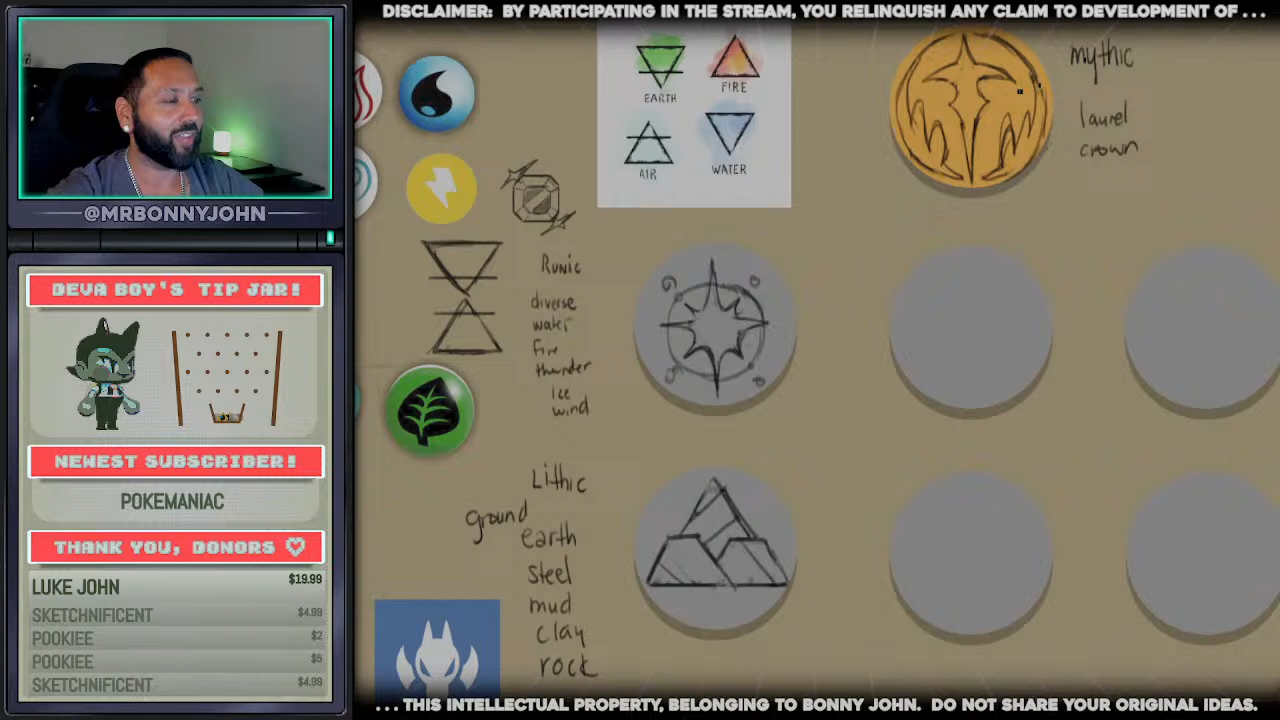 DISCLAIMER: BY PARTICIPATING IN THE STREAM, YOU RELINQUISH ANY CLAIM TO DEVELOPMENT OF . . .
@MRBONNYJOHN
DEVA BOY'S TIP JAR!
NEWEST SUBSCRIBER!
POKEMANIAC
THANK YOU, DONORS ♡
LUKE JOHN $19.99
SKETCHNIFICENT $4.99
POOKIEE $2
POOKIEE $5
SKETCHNIFICENT $4.99
EARTH
FIRE
AIR
WATER
mythic
laurel
crown
Runic
diverse
water
fire
thunder
ice
wind
Lithic
ground
earth
steel
mud
clay
rock
. . . THIS INTELLECTUAL PROPERTY, BELONGING TO BONNY JOHN. DO NOT SHARE YOUR ORIGINAL IDEAS.